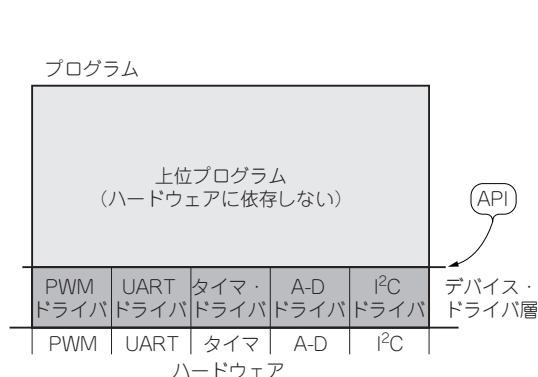 プログラム
上位プログラム
（ハードウェアに依存しない）
API
PWM ドライバ
UART ドライバ
タイマ・ドライバ
A-D ドライバ
I²C ドライバ
デバイス・
ドライバ層
PWM UART タイマ A-D I²C
ハードウェア